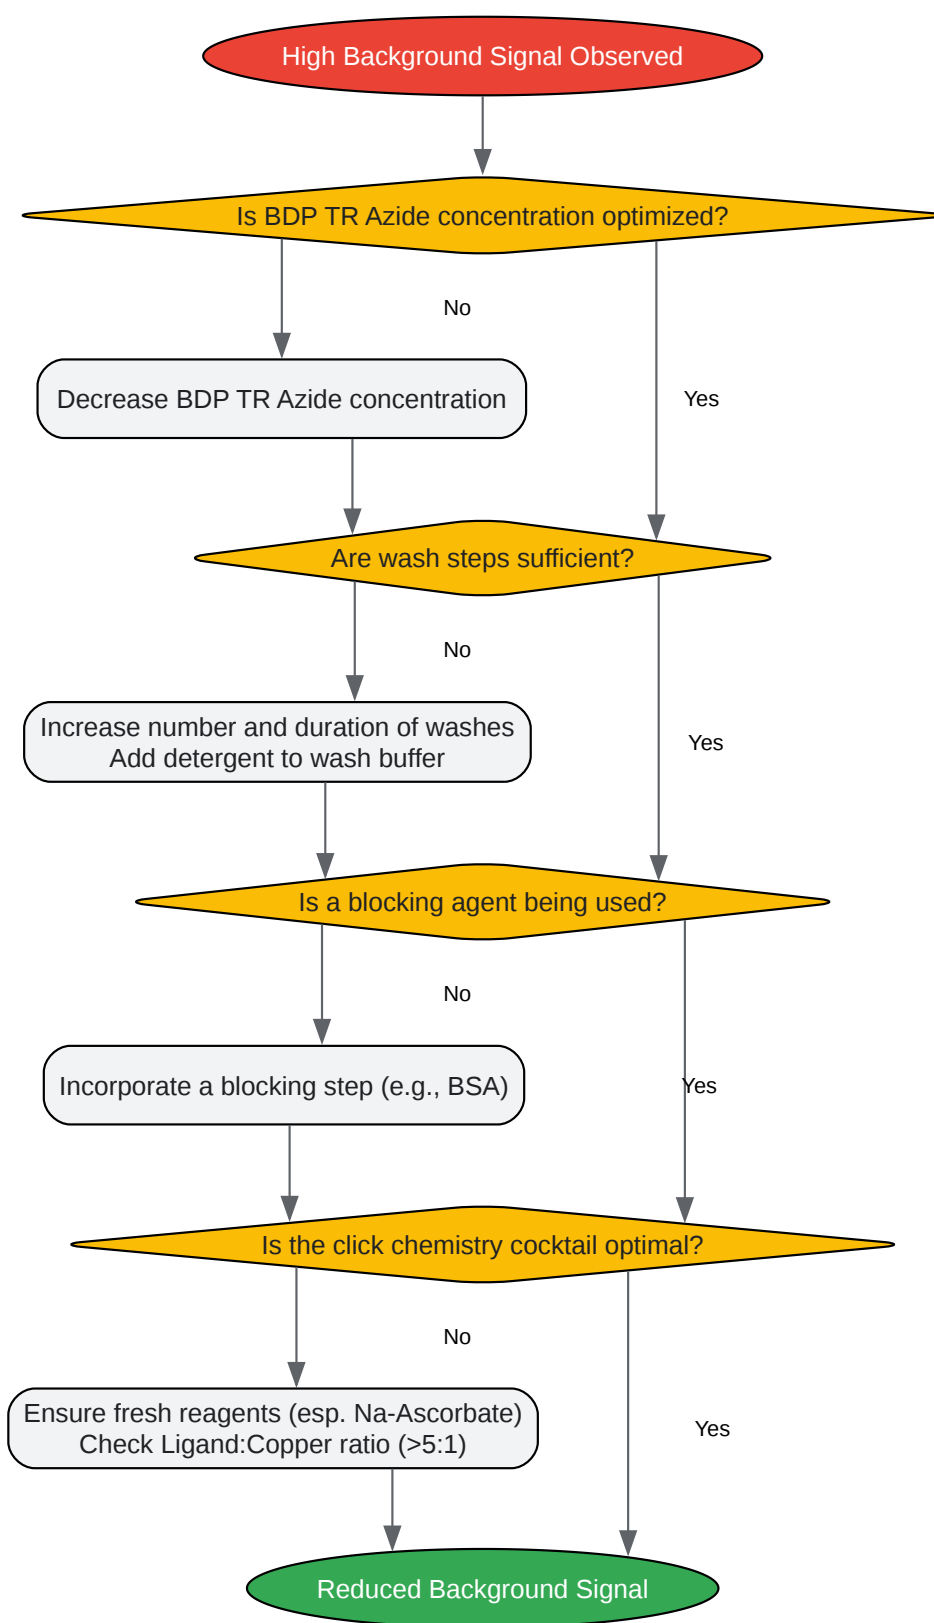 High Background Signal Observed
Is BDP TR Azide concentration optimized?
No
Decrease BDP TR Azide concentration
Yes
Are wash steps sufficient?
No
Increase number and duration of washes
Add detergent to wash buffer
Yes
Is a blocking agent being used?
No
Incorporate a blocking step (e.g., BSA)
Yes
Is the click chemistry cocktail optimal?
No
Ensure fresh reagents (esp. Na-Ascorbate)
Check Ligand:Copper ratio (>5:1)
Yes
Reduced Background Signal